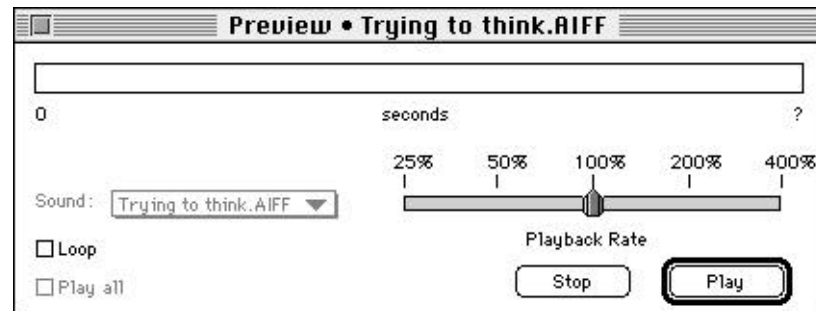 Preview • Trying to think.AIFF
0 seconds ?
25% 50% 100% 200% 400%
Sound: Trying to think.AIFF
Playback Rate
Loop
Stop Play
Play all